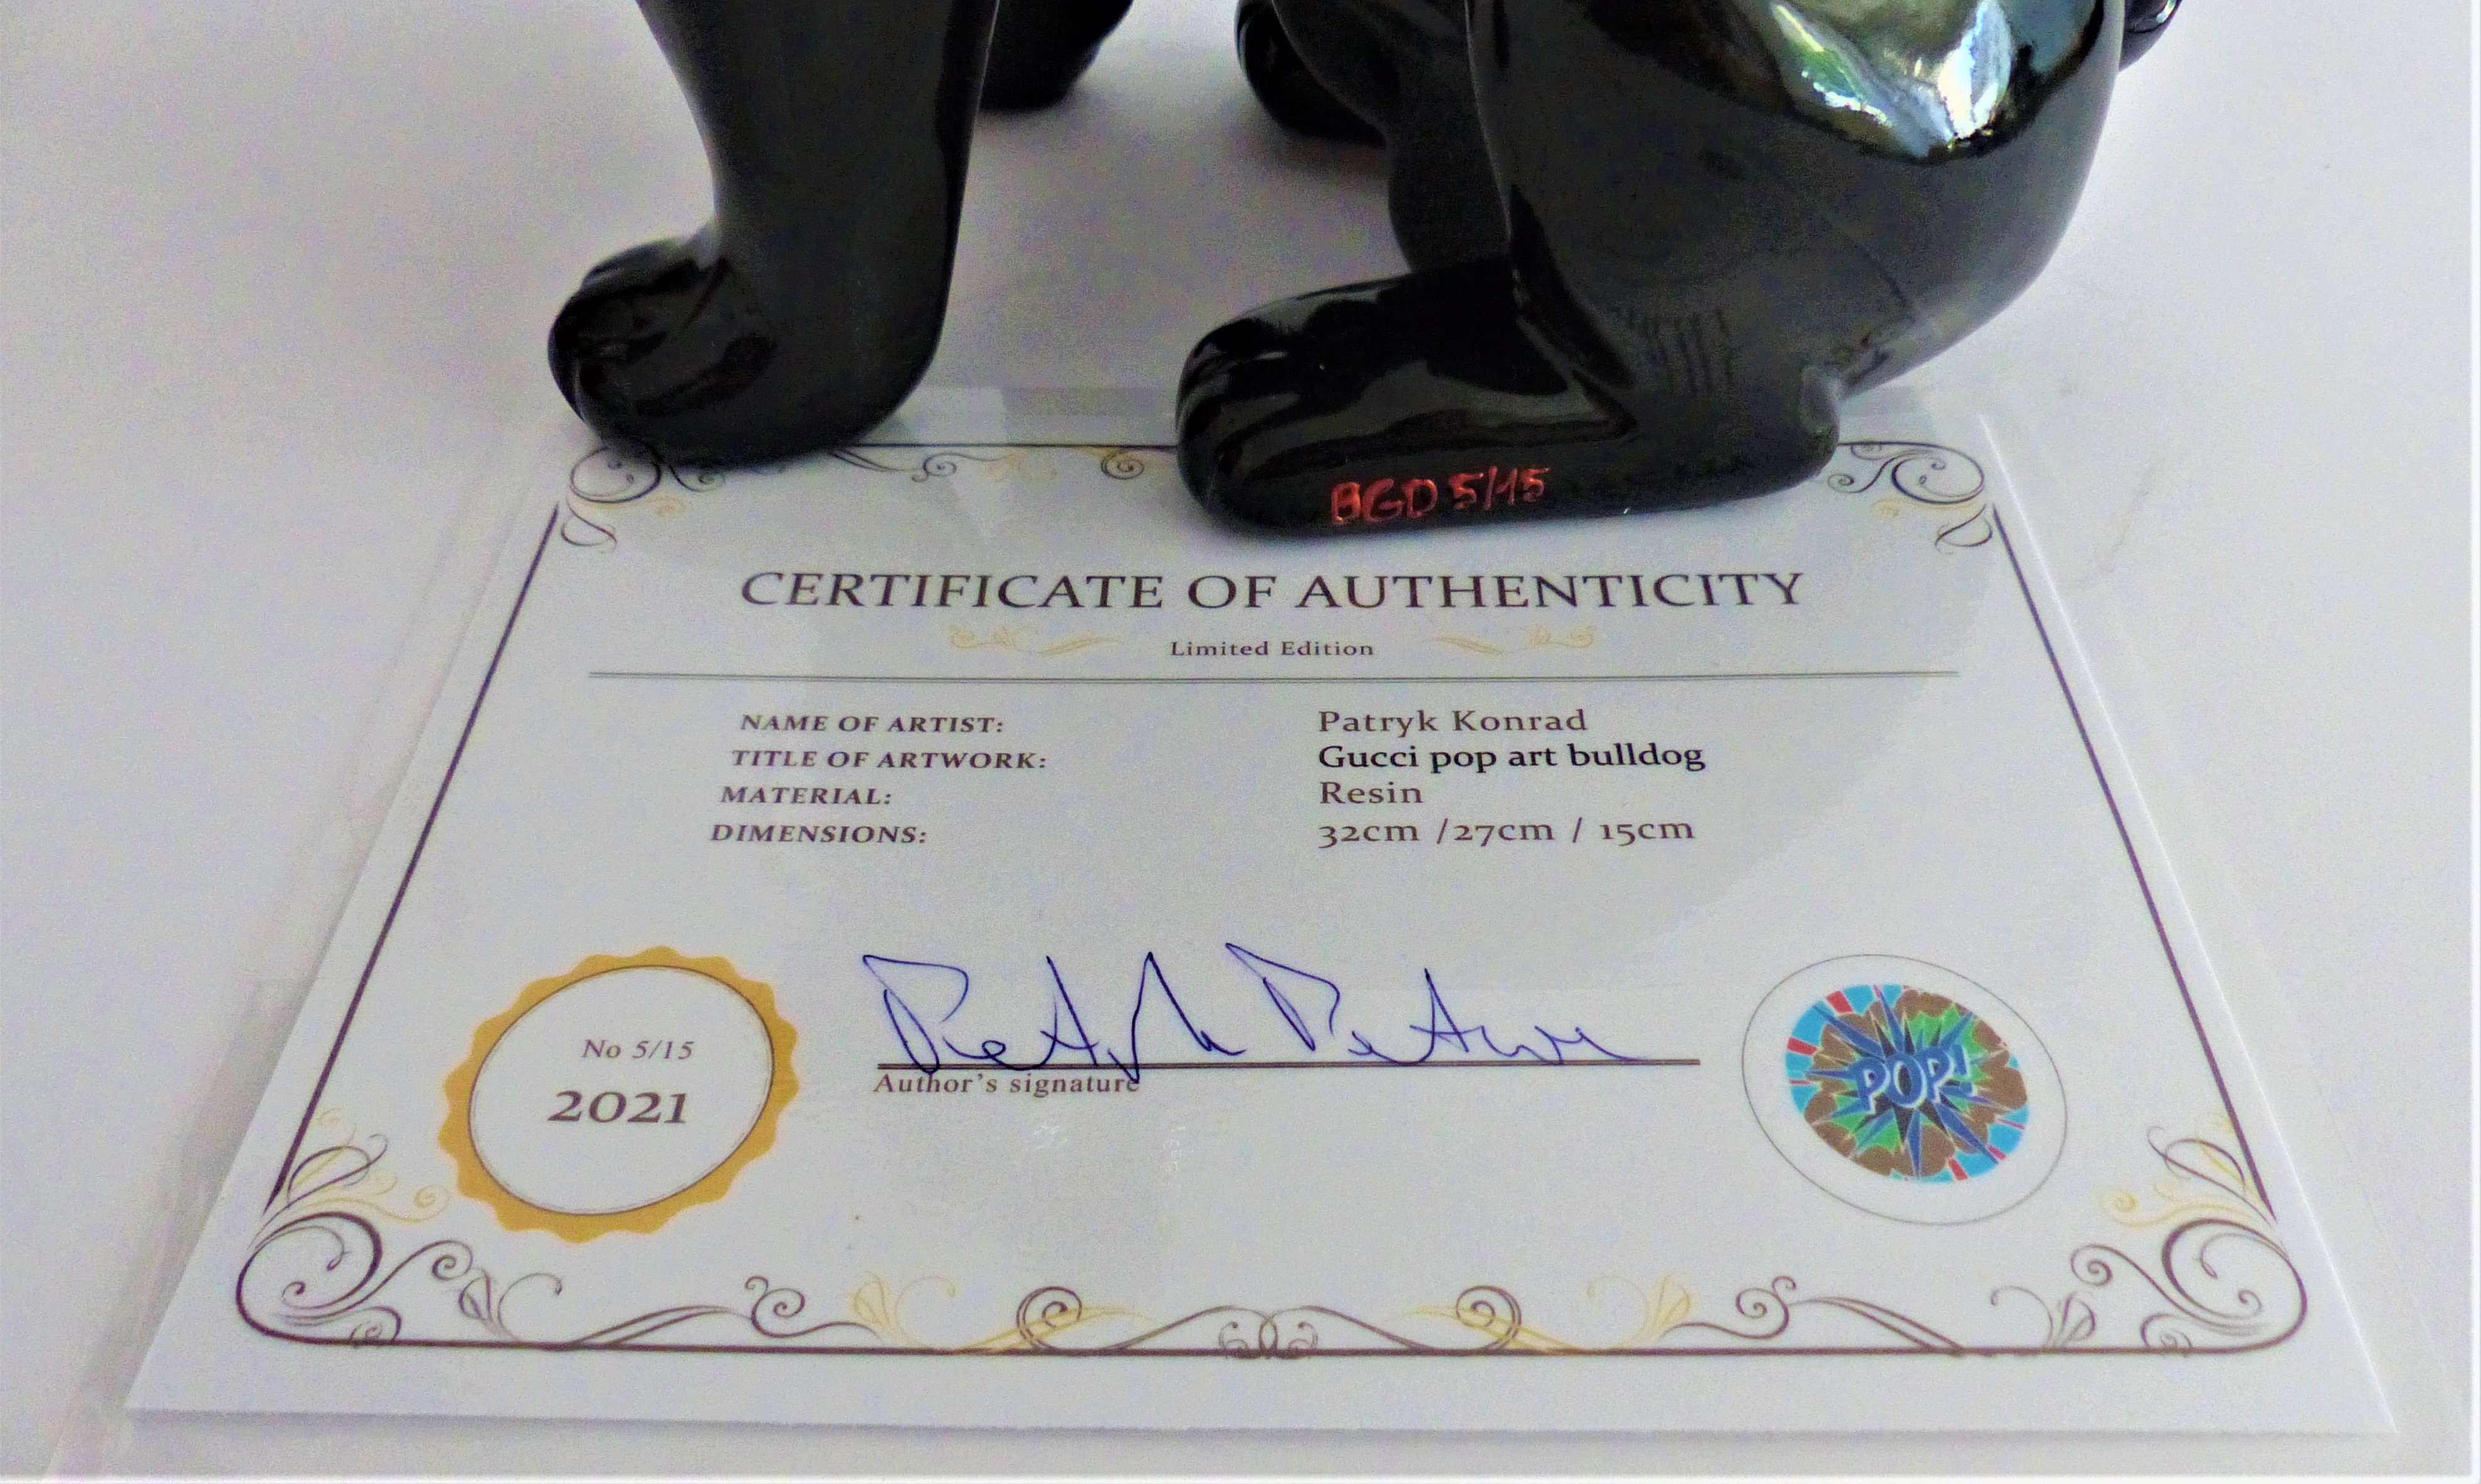 BGD 5/15
CERTIFICATE OF AUTHENTICITY
Limited Edition
NAME OF ARTIST: Patryk Konrad
TITLE OF ARTWORK: Gucci pop art bulldog
MATERIAL: Resin
DIMENSIONS: 32cm /27cm / 15cm
No 5/15
2021
Author's signature
POP!